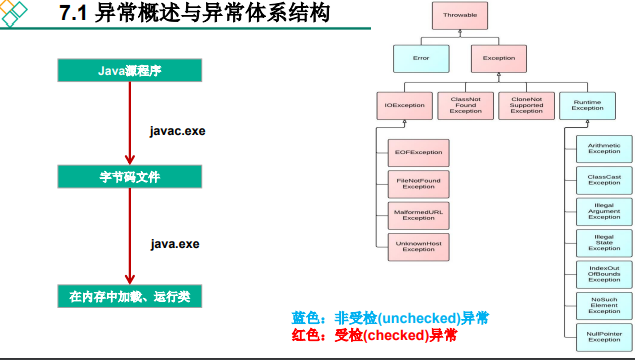 7.1 异常概述与异常体系结构
Java源程序
javac.exe
字节码文件
java.exe
在内存中加载、运行类
Throwable
Error
Exception
IOException
ClassNot
Found
Exception
CloneNot
Supported
Exception
Runtime
Exception
EOFException
FileNotFound
Exception
MalformedURL
Exception
UnknownHost
Exception
Arithmetic
Exception
ClassCast
Exception
Illegal
Argument
Exception
Illegal
State
Exception
IndexOut
OfBounds
Exception
NoSuch
Element
Exception
NullPointer
Exception
蓝色：非受检(unchecked)异常
红色：受检(checked)异常